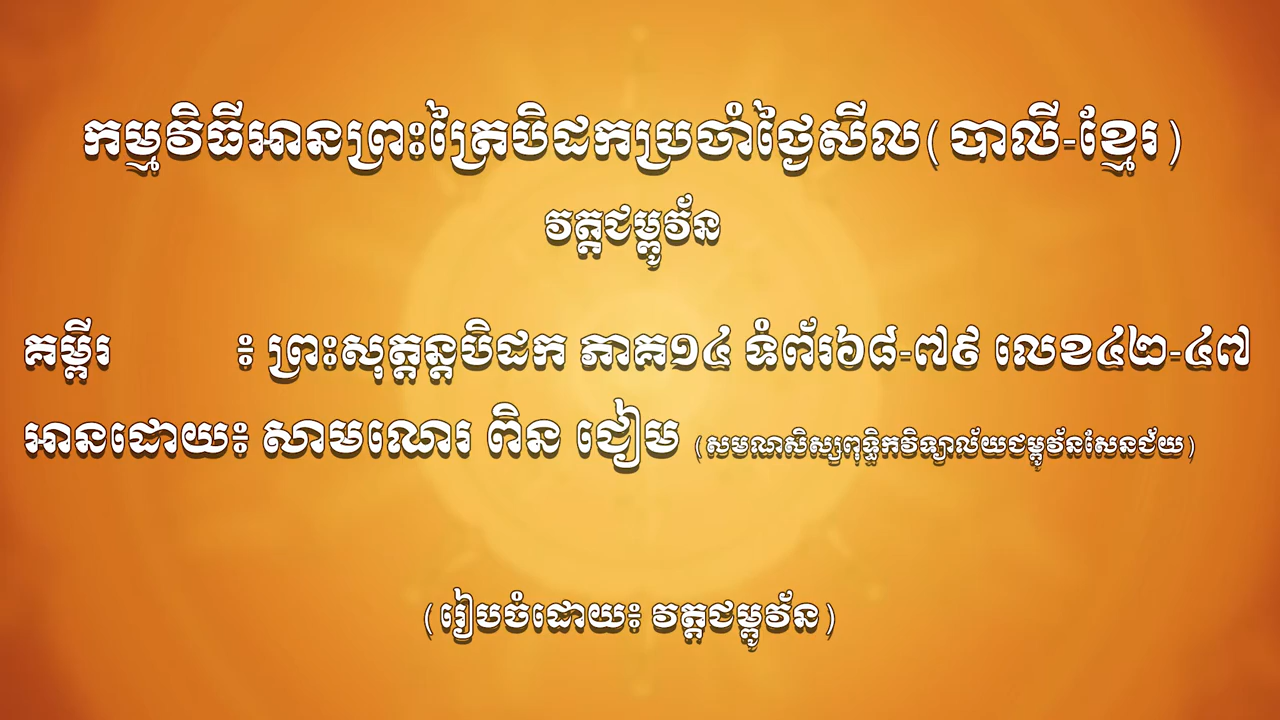 កម្មវិធីអានព្រះត្រៃបិដកប្រចាំថ្ងៃសីល(បាលី-ខ្មែរ)
វត្តជម្ពូវ័ន
គម្ពីរ ៖ ព្រះសុត្តន្តបិដក ភាគ១៤ ទំព័រ៦៨-៧៩ លេខ៤២-៤៧
អានដោយ៖ សាមណេរ ពិន ជៀម (សមណសិស្សពុទ្ធិកវិទ្យាល័យជម្ពូវ័នសែនជ័យ)
(រៀបចំដោយ៖ វត្តជម្ពូវ័ន)